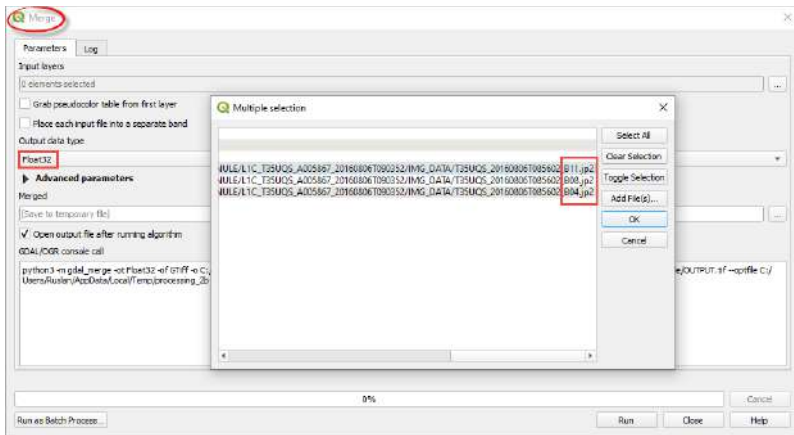 Merge
Parameters Log
Input layers
0 elements selected ...
Grab pseudocolor table from first layer
Place each input file into a separate band
Output data type
Float32
Advanced parameters
Merged
[Save to temporary file] ...
Open output file after running algorithm
GDAL/OGR console call
python3 -m gdal_merge -ot Float32 -of GTiff -o C:/
Users/Ruslan/AppData/Local/Temp/processing_2b
e/OUTPUT.tif --optfile C:/
Multiple selection
NULE/L1C_T35UQS_A005867_20160806T090352/IMG_DATA/T35UQS_20160806T085602_B11.jp2
NULE/L1C_T35UQS_A005867_20160806T090352/IMG_DATA/T35UQS_20160806T085602_B08.jp2
NULE/L1C_T35UQS_A005867_20160806T090352/IMG_DATA/T35UQS_20160806T085602_B04.jp2
Select All
Clear Selection
Toggle Selection
Add File(s)...
OK
Cancel
0% Cancel
Run as Batch Process... Run Close Help